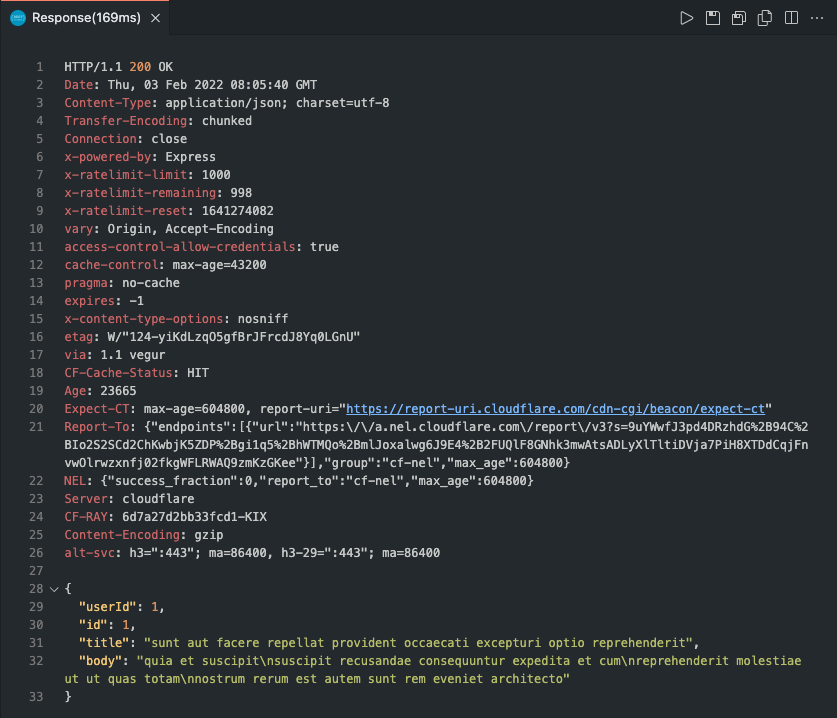 Response(169ms)
1 HTTP/1.1 200 OK
2 Date: Thu, 03 Feb 2022 08:05:40 GMT
3 Content-Type: application/json; charset=utf-8
4 Transfer-Encoding: chunked
5 Connection: close
6 x-powered-by: Express
7 x-ratelimit-limit: 1000
8 x-ratelimit-remaining: 998
9 x-ratelimit-reset: 1641274082
10 vary: Origin, Accept-Encoding
11 access-control-allow-credentials: true
12 cache-control: max-age=43200
13 pragma: no-cache
14 expires: -1
15 x-content-type-options: nosniff
16 etag: W/"124-yiKdLzqO5gfBrJFrcdJ8Yq0LGnU"
17 via: 1.1 vegur
18 CF-Cache-Status: HIT
19 Age: 23665
20 Expect-CT: max-age=604800, report-uri="https://report-uri.cloudflare.com/cdn-cgi/beacon/expect-ct"
21 Report-To: {"endpoints":[{"url":"https:\/\/a.nel.cloudflare.com\/report\/v3?s=9uYWwfJ3pd4DRzhdG%2B94C%2
BIo2S2SCd2ChKwbjK5ZDP%2Bgi1q5%2BhWTMQo%2BmlJoxalwg6J9E4%2B%2FUQlF8GNhk3mwAtsADLyXlTltiDVja7PiH8XTDdCqjFn
vwOlrwzxnfj02fkgWFLRWAQ9zmKzGKee"}],"group":"cf-nel","max_age":604800}
22 NEL: {"success_fraction":0,"report_to":"cf-nel","max_age":604800}
23 Server: cloudflare
24 CF-RAY: 6d7a27d2bb33fcd1-KIX
25 Content-Encoding: gzip
26 alt-svc: h3=":443"; ma=86400, h3-29=":443"; ma=86400
27
28 {
29 "userId": 1,
30 "id": 1,
31 "title": "sunt aut facere repellat provident occaecati excepturi optio reprehenderit",
32 "body": "quia et suscipit\nsuscipit recusandae consequuntur expedita et cum\nreprehenderit molestiae
ut ut quas totam\nnostrum rerum est autem sunt rem eveniet architecto"
33 }